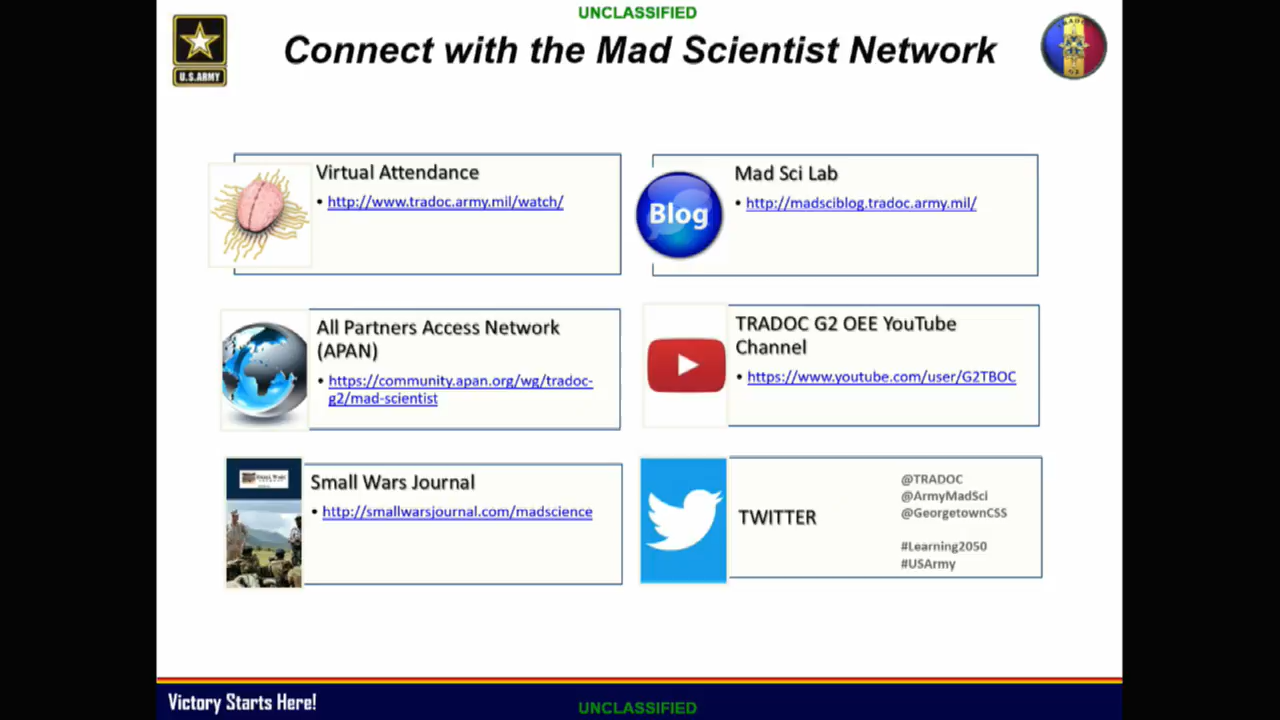 UNCLASSIFIED
Connect with the Mad Scientist Network
U.S.ARMY
Virtual Attendance
• http://www.tradoc.army.mil/watch/
Blog
Mad Sci Lab
• http://madsciblog.tradoc.army.mil/
All Partners Access Network
(APAN)
• https://community.apan.org/wg/tradoc-
g2/mad-scientist
TRADOC G2 OEE YouTube
Channel
• https://www.youtube.com/user/G2TBOC
Small Wars Journal
• http://smallwarsjournal.com/madscience
TWITTER
@TRADOC
@ArmyMadSci
@GeorgetownCSS
#Learning2050
#USArmy
Victory Starts Here!
UNCLASSIFIED